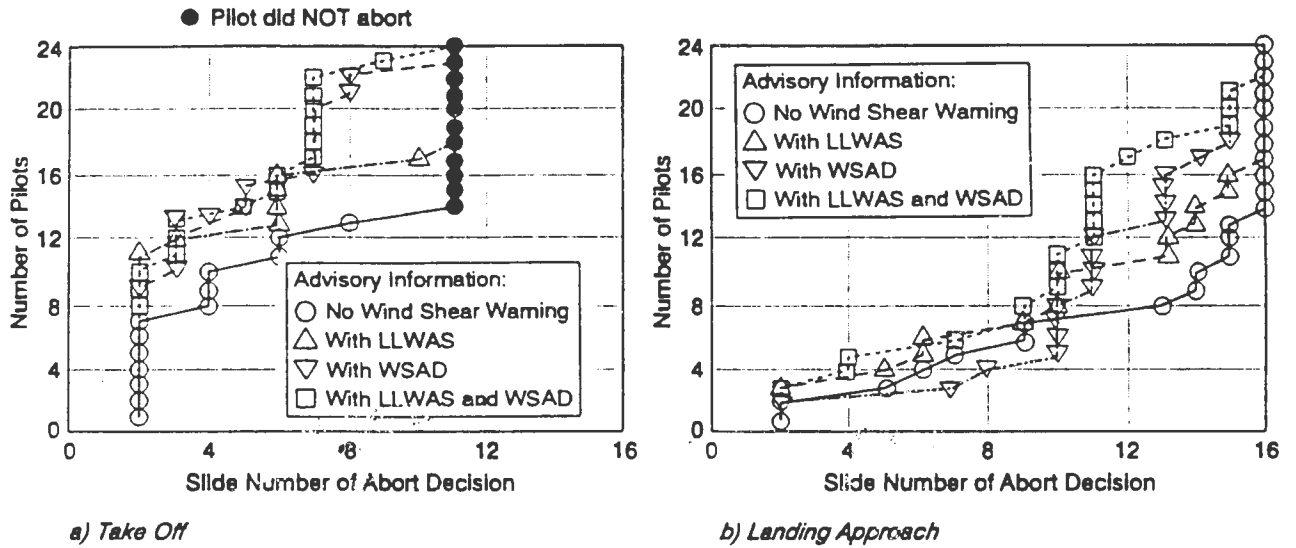 ● Pilot did NOT abort
24
20
16
12
8
4
0
Number of Pilots
0 4 8 12 16
Slide Number of Abort Decision
Advisory Information:
No Wind Shear Warning
With LLWAS
With WSAD
With LLWAS and WSAD
a) Take Off
24
20
16
12
8
4
0
Number of Pilots
0 4 8 12 16
Slide Number of Abort Decision
Advisory Information:
No Wind Shear Warning
With LLWAS
With WSAD
With LLWAS and WSAD
b) Landing Approach